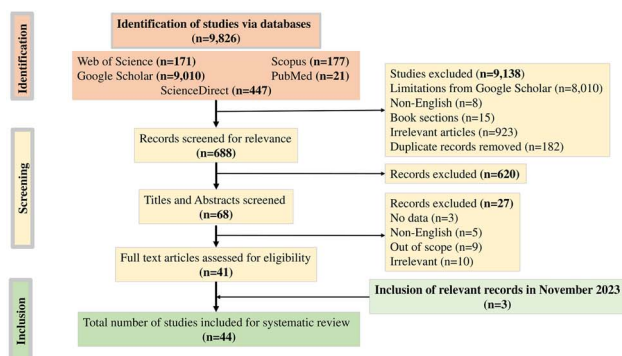 Identification
Identification of studies via databases
(n=9,826)
Web of Science (n=171)
Scopus (n=177)
Google Scholar (n=9,010)
PubMed (n=21)
ScienceDirect (n=447)
Studies excluded (n=9,138)
Limitations from Google Scholar (n=8,010)
Non-English (n=8)
Book sections (n=15)
Irrelevant articles (n=923)
Duplicate records removed (n=182)
Screening
Records screened for relevance
(n=688)
Records excluded (n=620)
Titles and Abstracts screened
(n=68)
Records excluded (n=27)
No data (n=3)
Non-English (n=5)
Out of scope (n=9)
Irrelevant (n=10)
Full text articles assessed for eligibility
(n=41)
Inclusion
Inclusion of relevant records in November 2023
(n=3)
Total number of studies included for systematic review
(n=44)